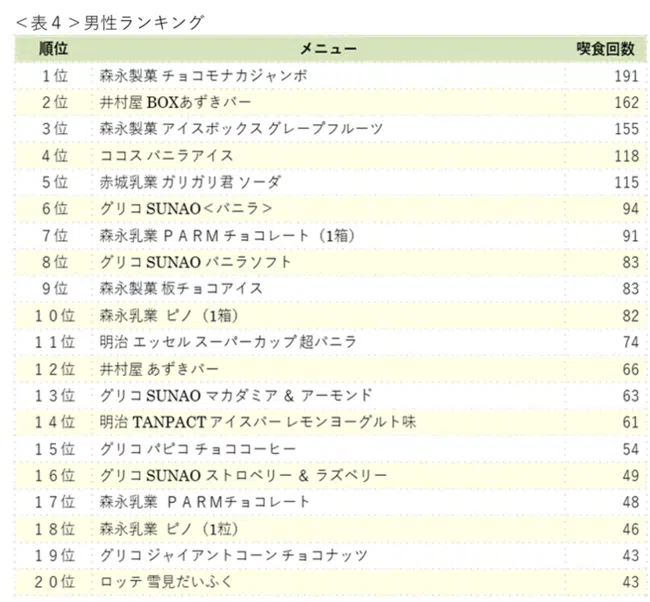 ＜表４＞男性ランキング
順位 メニュー 喫食回数
１位 森永製菓 チョコモナカジャンボ 191
２位 井村屋 BOXあずきバー 162
３位 森永製菓 アイスボックス グレープフルーツ 155
４位 ココス バニラアイス 118
５位 赤城乳業 ガリガリ君 ソーダ 115
６位 グリコ SUNAO＜バニラ＞ 94
７位 森永乳業 ＰＡＲＭ チョコレート（1箱） 91
８位 グリコ SUNAO バニラソフト 83
９位 森永製菓 板チョコアイス 83
１０位 森永乳業 ピノ（1箱） 82
１１位 明治 エッセル スーパーカップ 超バニラ 74
１２位 井村屋 あずきバー 66
１３位 グリコ SUNAO マカダミア ＆ アーモンド 63
１４位 明治 TANPACT アイスバー レモンヨーグルト味 61
１５位 グリコ パピコ チョココーヒー 54
１６位 グリコ SUNAO ストロベリー ＆ ラズベリー 49
１７位 森永乳業 ＰＡＲＭチョコレート 48
１８位 森永乳業 ピノ（1粒） 46
１９位 グリコ ジャイアントコーン チョコナッツ 43
２０位 ロッテ 雪見だいふく 43